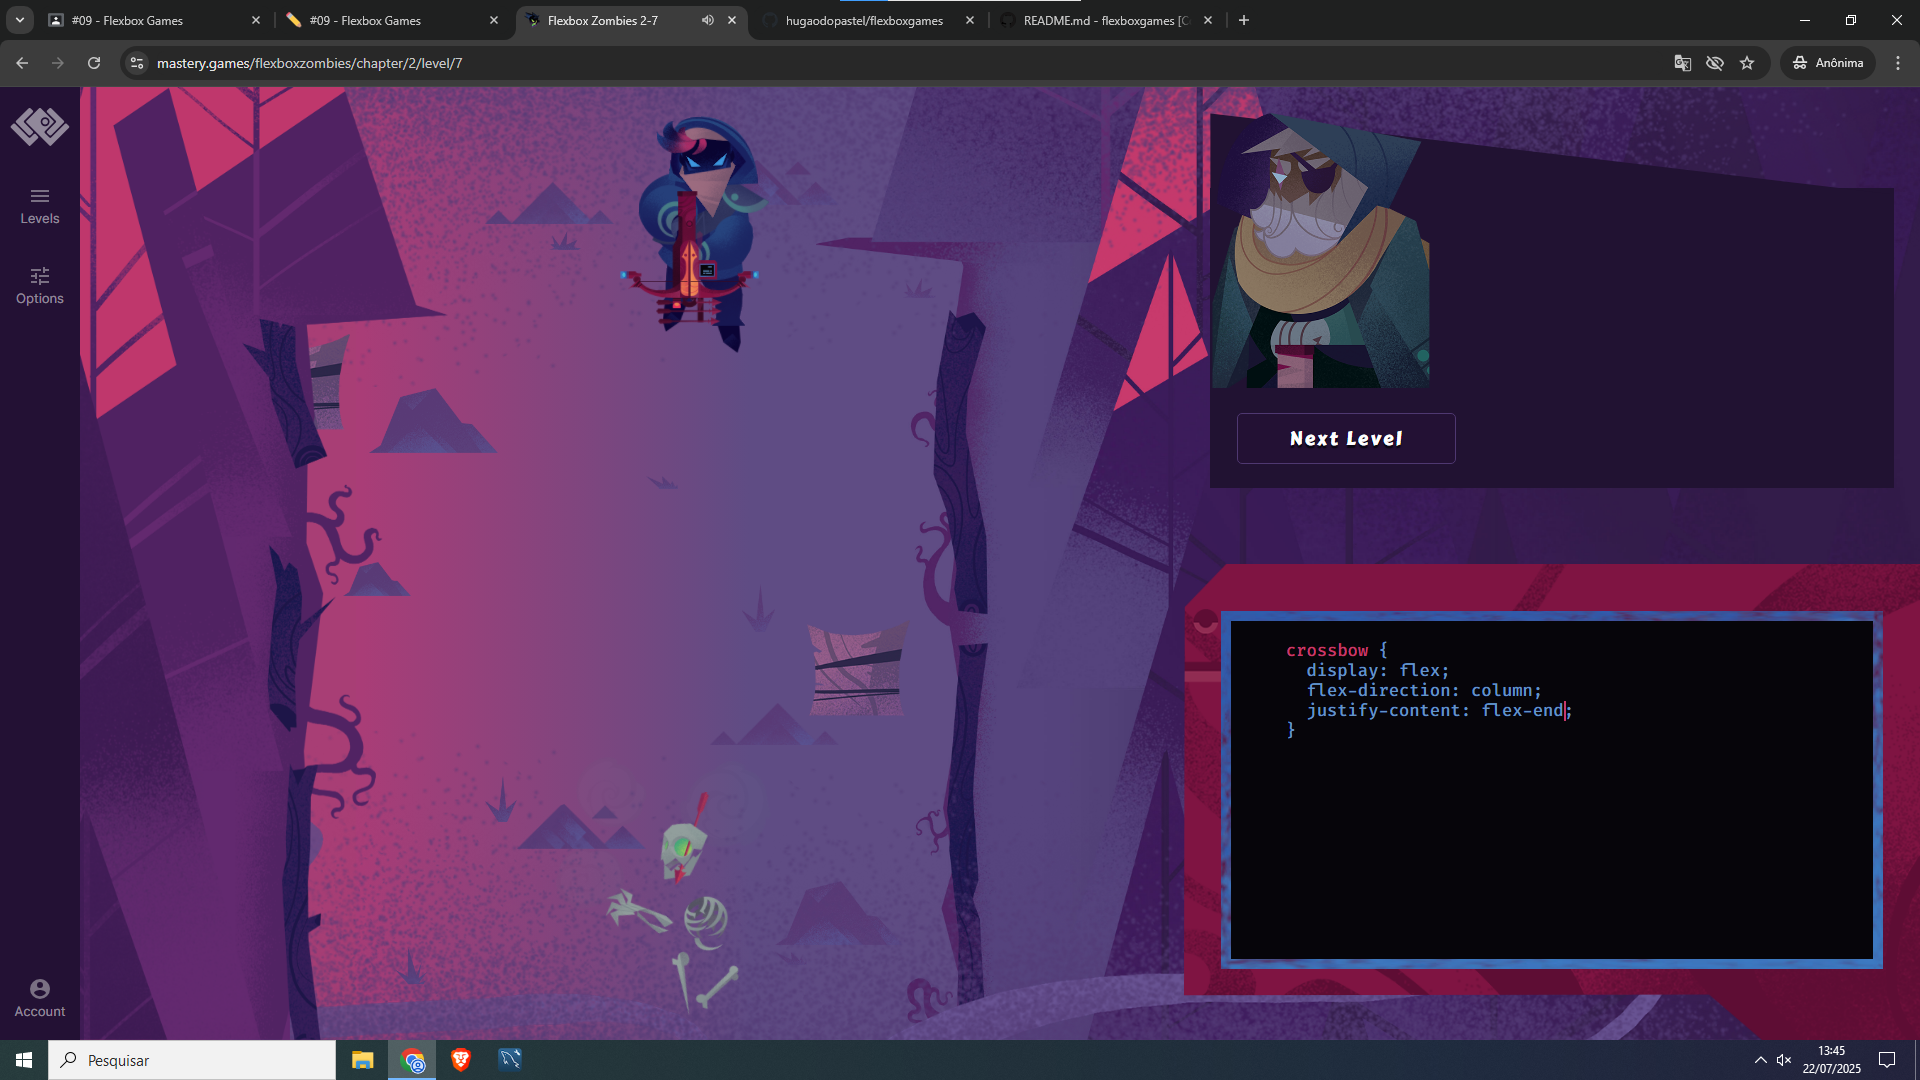 #09 - Flexbox Games
#09 - Flexbox Games
Flexbox Zombies 2-7
hugaodopastel/flexboxgames
README.md - flexboxgames [C
mastery.games/flexboxzombies/chapter/2/level/7
Anônima
Levels
Options
Next Level
crossbow {
display: flex;
flex-direction: column;
justify-content: flex-end;
}
Account
Pesquisar
13:45
22/07/2025